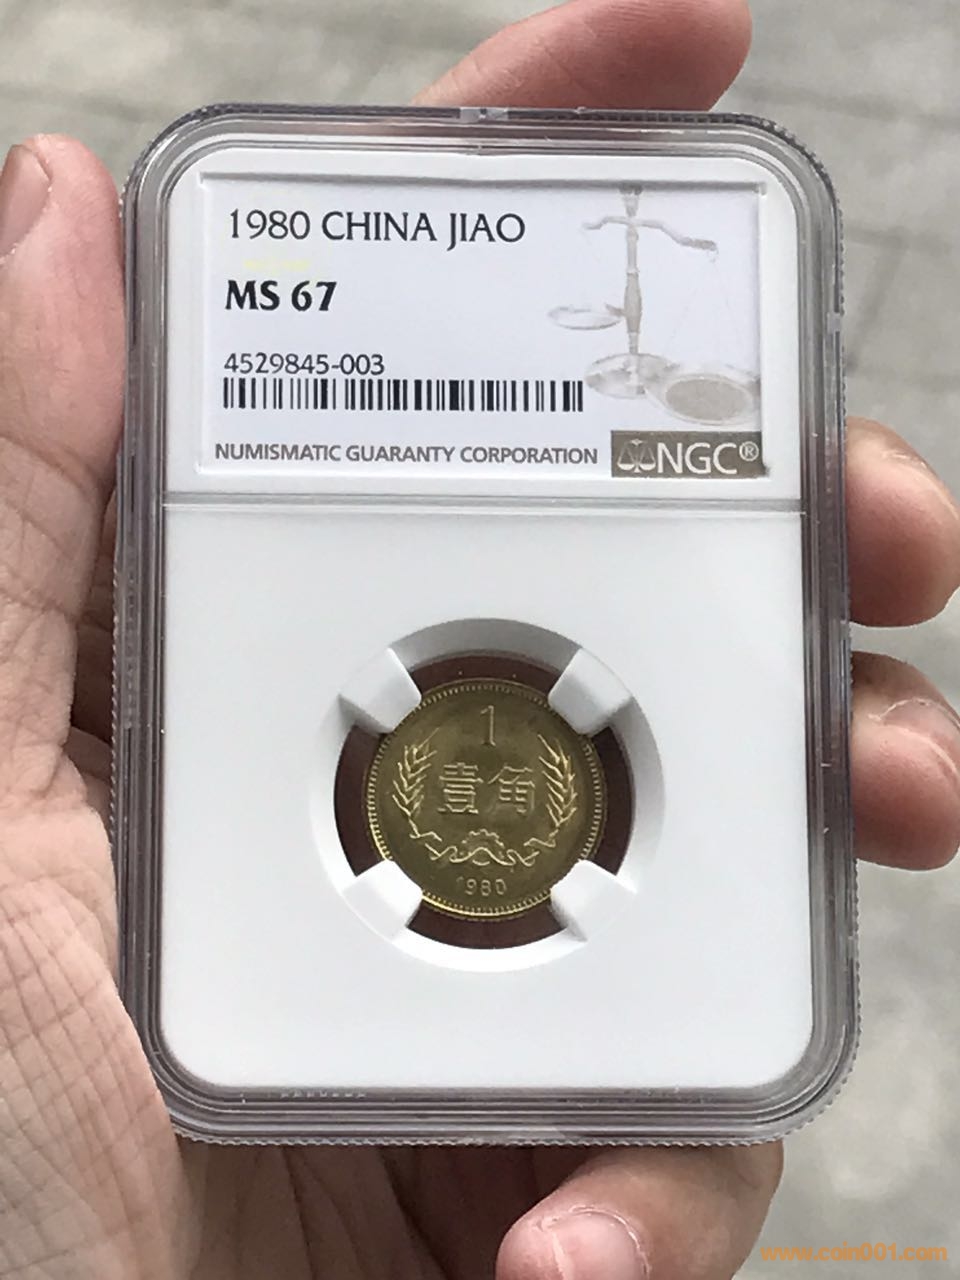 1980 CHINA JIAO
MS 67
4529845-003
NUMISMATIC GUARANTY CORPORATION
NGC®
1
壹角
1980
www.coin001.com